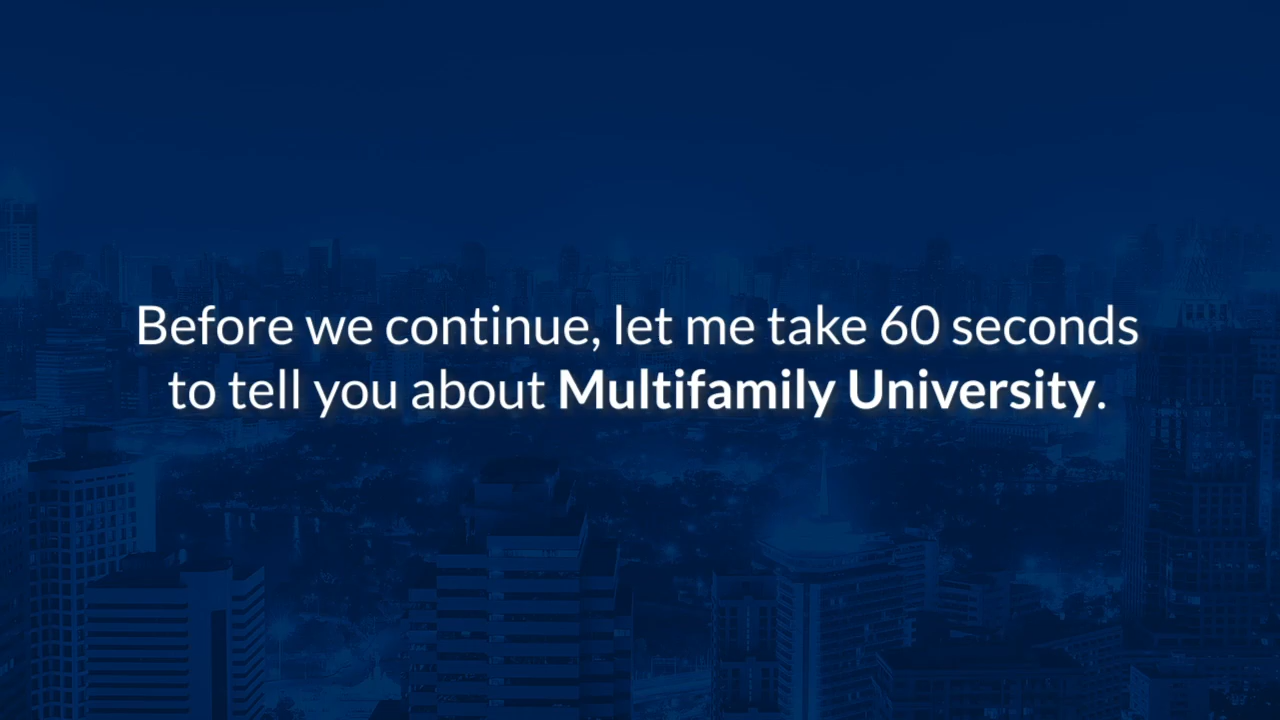 Before we continue, let me take 60 seconds
to tell you about Multifamily University.